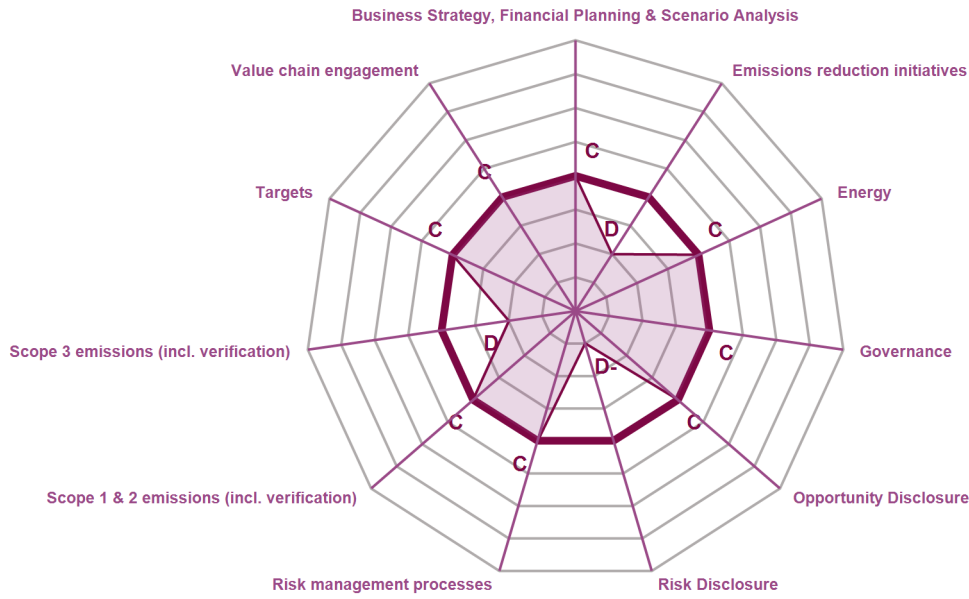 Business Strategy, Financial Planning & Scenario Analysis
Value chain engagement
Emissions reduction initiatives
C
C
Targets
Energy
C
D
C
Scope 3 emissions (incl. verification)
D
C
Governance
D-
C
C
C
Scope 1 & 2 emissions (incl. verification)
Opportunity Disclosure
Risk management processes
Risk Disclosure